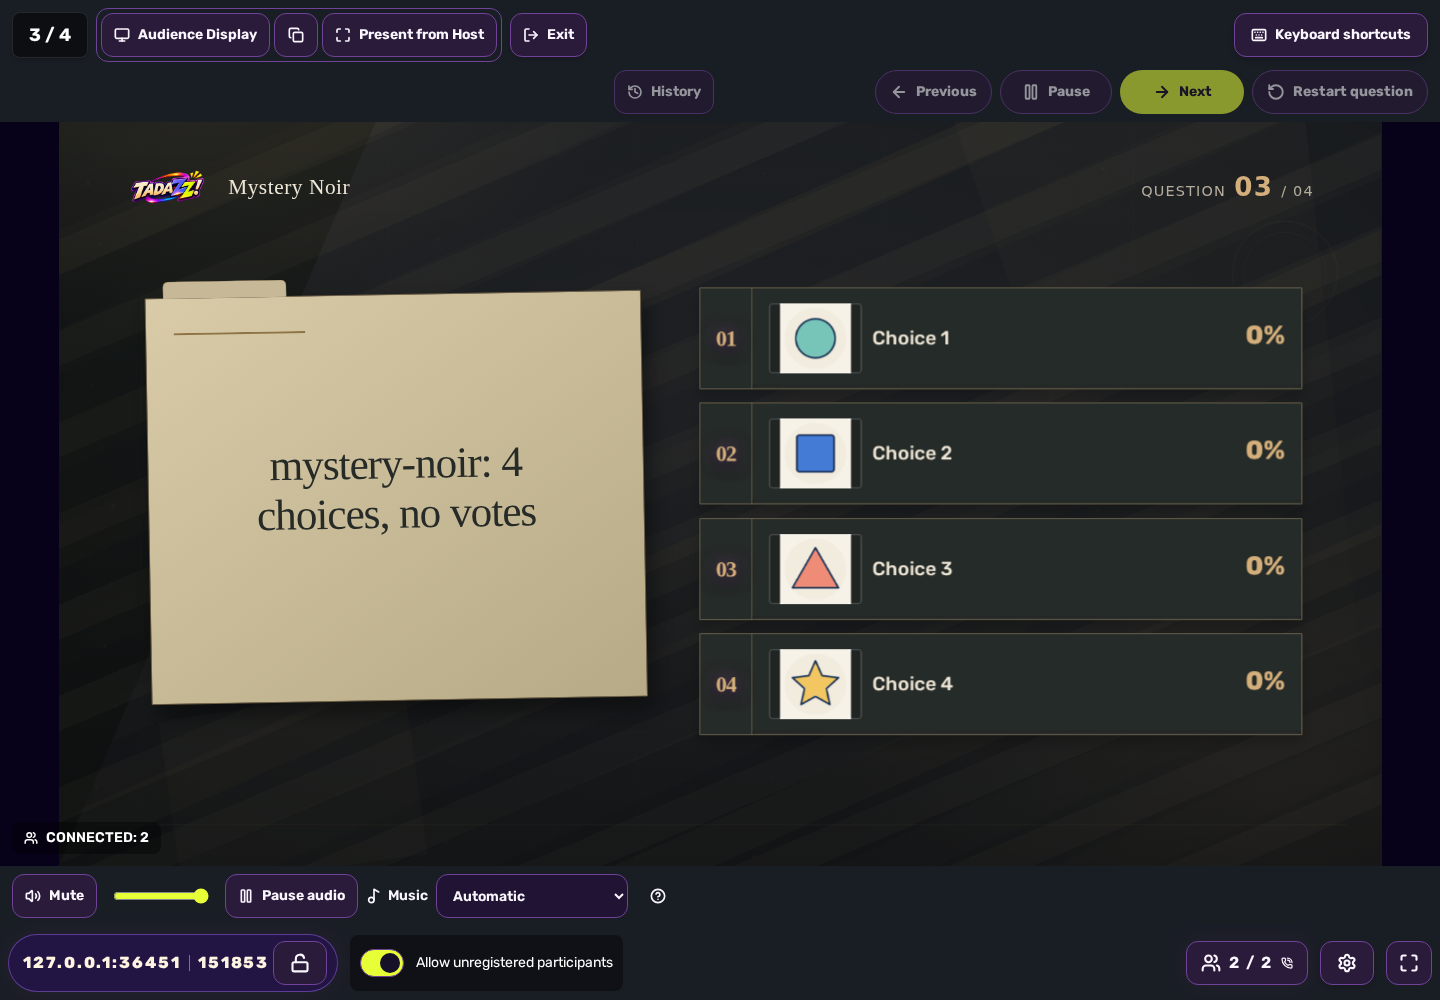 3 / 4
Audience Display
Present from Host
Exit
Keyboard shortcuts
History
Previous
Pause
Next
Restart question
TADAZZ!
Mystery Noir
QUESTION 03 / 04
mystery-noir: 4
choices, no votes
01 Choice 1 0%
02 Choice 2 0%
03 Choice 3 0%
04 Choice 4 0%
CONNECTED: 2
Mute
Pause audio
Music
Automatic
127.0.0.1:36451 | 151853
Allow unregistered participants
2 / 2